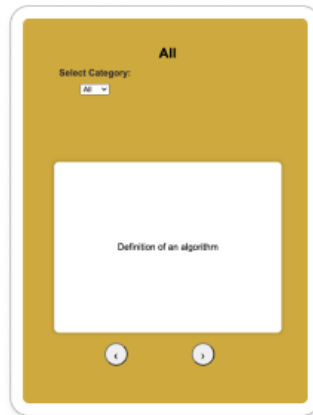 All
Select Category:
All
Definition of an algorithm
‹
›